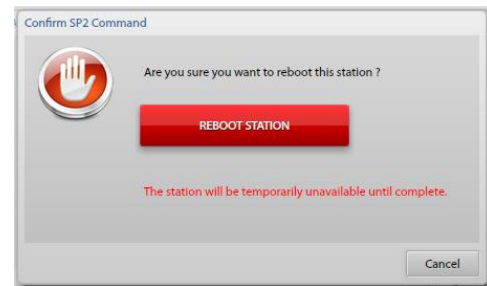 Confirm SP2 Command
Are you sure you want to reboot this station ?
REBOOT STATION
The station will be temporarily unavailable until complete.
Cancel